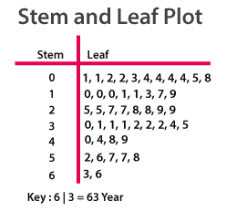 Stem and Leaf Plot
Stem Leaf
0 1, 1, 2, 2, 3, 4, 4, 4, 4, 5, 8
1 0, 0, 0, 1, 1, 3, 7, 9
2 5, 5, 7, 7, 8, 8, 9, 9
3 0, 1, 1, 1, 2, 2, 2, 4, 5
4 0, 4, 8, 9
5 2, 6, 7, 7, 8
6 3, 6
Key : 6 | 3 = 63 Year